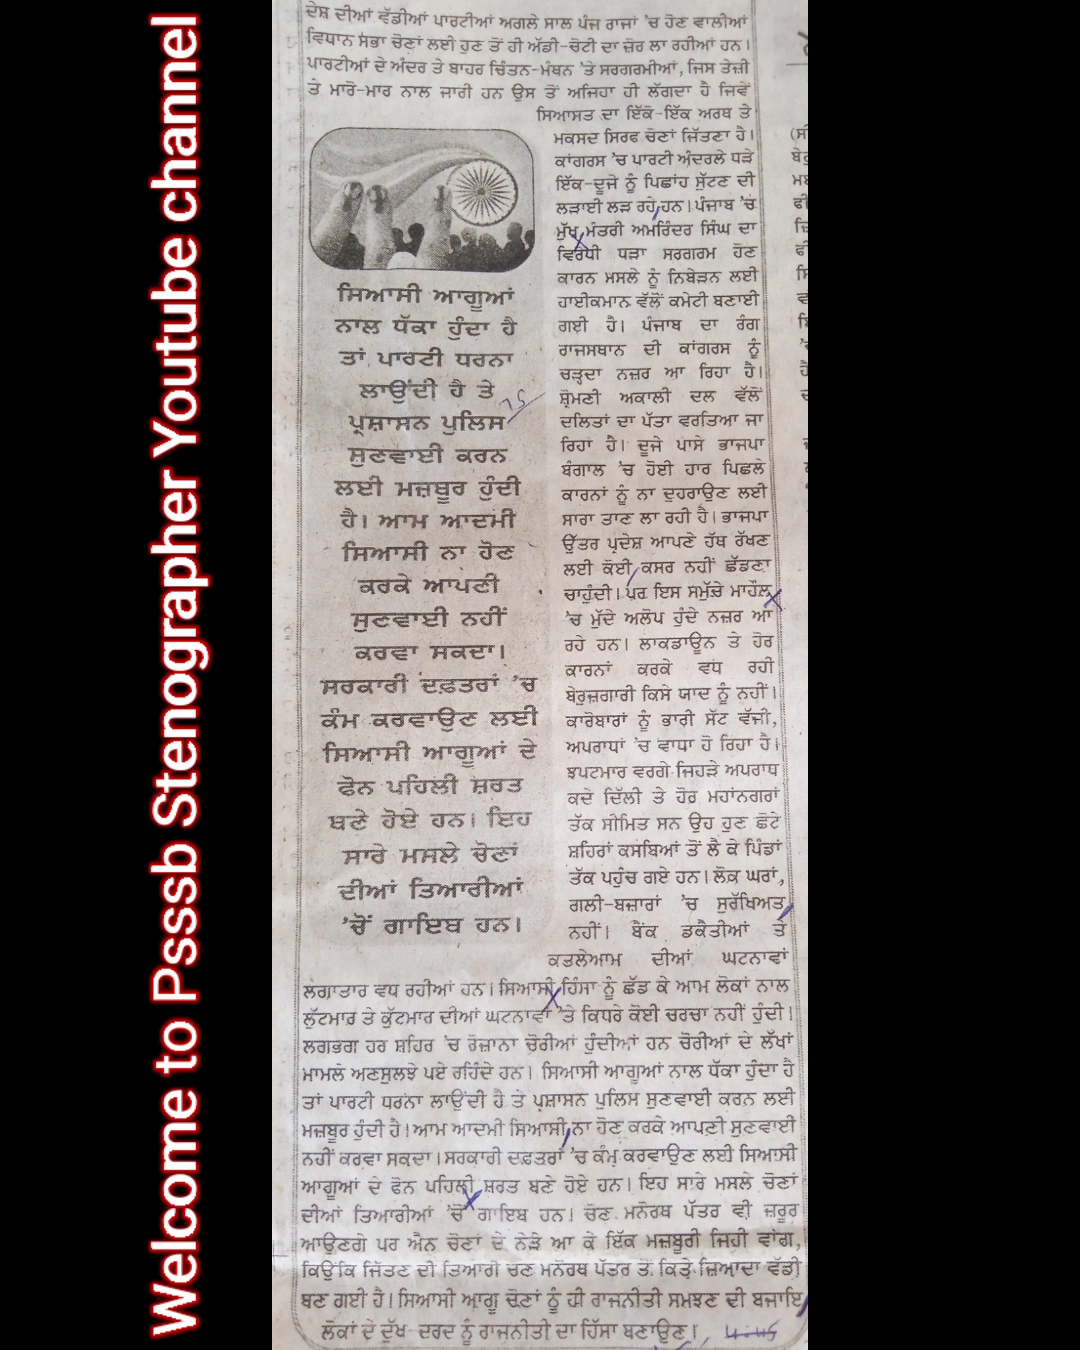 Welcome to Psssb Stenographer Youtube channel
ਦੇਸ਼ ਦੀਆਂ ਵੱਡੀਆਂ ਪਾਰਟੀਆਂ ਅਗਲੇ ਸਾਲ ਪੰਜ ਰਾਜਾਂ 'ਚ ਹੋਣ ਵਾਲੀਆਂ
ਵਿਧਾਨ ਸਭਾ ਚੋਣਾਂ ਲਈ ਹੁਣ ਤੋਂ ਹੀ ਅੱਡੀ-ਚੋਟੀ ਦਾ ਜ਼ੋਰ ਲਾ ਰਹੀਆਂ ਹਨ।
ਪਾਰਟੀਆਂ ਦੇ ਅੰਦਰ ਤੇ ਬਾਹਰ ਚਿੰਤਨ-ਮੰਥਨ 'ਤੇ ਸਰਗਰਮੀਆਂ, ਜਿਸ ਤੇਜ਼ੀ
ਤੇ ਮਾਰੋ-ਮਾਰ ਨਾਲ ਜਾਰੀ ਹਨ ਉਸ ਤੋਂ ਅਜਿਹਾ ਹੀ ਲੱਗਦਾ ਹੈ ਜਿਵੇਂ
ਸਿਆਸਤ ਦਾ ਇੱਕੋ-ਇੱਕ ਅਰਥ ਤੇ
ਮਕਸਦ ਸਿਰਫ ਚੋਣਾਂ ਜਿੱਤਣਾ ਹੈ।
ਕਾਂਗਰਸ 'ਚ ਪਾਰਟੀ ਅੰਦਰਲੇ ਧੜੇ
ਇੱਕ-ਦੂਜੇ ਨੂੰ ਪਿਛਾਂਹ ਸੁੱਟਣ ਦੀ
ਲੜਾਈ ਲੜ ਰਹੇ ਹਨ। ਪੰਜਾਬ 'ਚ
ਮੁੱਖ ਮੰਤਰੀ ਅਮਰਿੰਦਰ ਸਿੰਘ ਦਾ
ਵਿਰੋਧੀ ਧੜਾ ਸਰਗਰਮ ਹੋਣ
ਕਾਰਨ ਮਸਲੇ ਨੂੰ ਨਿਬੇੜਨ ਲਈ
ਹਾਈਕਮਾਨ ਵੱਲੋਂ ਕਮੇਟੀ ਬਣਾਈ
ਗਈ ਹੈ। ਪੰਜਾਬ ਦਾ ਰੰਗ
ਰਾਜਸਥਾਨ ਦੀ ਕਾਂਗਰਸ ਨੂੰ
ਚੜ੍ਹਦਾ ਨਜ਼ਰ ਆ ਰਿਹਾ ਹੈ।
ਸ਼੍ਰੋਮਣੀ ਅਕਾਲੀ ਦਲ ਵੱਲੋਂ
ਦਲਿਤਾਂ ਦਾ ਪੱਤਾ ਵਰਤਿਆ ਜਾ
ਰਿਹਾ ਹੈ। ਦੂਜੇ ਪਾਸੇ ਭਾਜਪਾ
ਬੰਗਾਲ 'ਚ ਹੋਈ ਹਾਰ ਪਿਛਲੇ
ਕਾਰਨਾਂ ਨੂੰ ਨਾ ਦੁਹਰਾਉਣ ਲਈ
ਸਾਰਾ ਤਾਣ ਲਾ ਰਹੀ ਹੈ। ਭਾਜਪਾ
ਉੱਤਰ ਪ੍ਰਦੇਸ਼ ਆਪਣੇ ਹੱਥ ਰੱਖਣ
ਲਈ ਕੋਈ ਕਸਰ ਨਹੀਂ ਛੱਡਣਾ
ਚਾਹੁੰਦੀ। ਪਰ ਇਸ ਸਮੁੱਚੇ ਮਾਹੌਲ
'ਚ ਮੁੱਦੇ ਅਲੋਪ ਹੁੰਦੇ ਨਜ਼ਰ ਆ
ਰਹੇ ਹਨ। ਲਾਕਡਾਊਨ ਤੇ ਹੋਰ
ਕਾਰਨਾਂ ਕਰਕੇ ਵਧ ਰਹੀ
ਬੇਰੁਜ਼ਗਾਰੀ ਕਿਸੇ ਯਾਦ ਨੂੰ ਨਹੀਂ।
ਕਾਰੋਬਾਰਾਂ ਨੂੰ ਭਾਰੀ ਸੱਟ ਵੱਜੀ,
ਅਪਰਾਧਾਂ 'ਚ ਵਾਧਾ ਹੋ ਰਿਹਾ ਹੈ।
ਝਪਟਮਾਰ ਵਰਗੇ ਜਿਹੜੇ ਅਪਰਾਧ
ਕਦੇ ਦਿੱਲੀ ਤੇ ਹੋਰ ਮਹਾਂਨਗਰਾਂ
ਤੱਕ ਸੀਮਿਤ ਸਨ ਉਹ ਹੁਣ ਛੋਟੇ
ਸ਼ਹਿਰਾਂ ਕਸਬਿਆਂ ਤੋਂ ਲੈ ਕੇ ਪਿੰਡਾਂ
ਤੱਕ ਪਹੁੰਚ ਗਏ ਹਨ। ਲੋਕ ਘਰਾਂ,
ਗਲੀ-ਬਜ਼ਾਰਾਂ 'ਚ ਸੁਰੱਖਿਅਤ
ਨਹੀਂ। ਬੈਂਕ ਡਕੈਤੀਆਂ ਤੇ
ਕਤਲੇਆਮ ਦੀਆਂ ਘਟਨਾਵਾਂ
ਸਿਆਸੀ ਆਗੂਆਂ
ਨਾਲ ਧੱਕਾ ਹੁੰਦਾ ਹੈ
ਤਾਂ ਪਾਰਟੀ ਧਰਨਾ
ਲਾਉਂਦੀ ਹੈ ਤੇ
75
ਪ੍ਰਸ਼ਾਸਨ ਪੁਲਿਸ
ਸੁਣਵਾਈ ਕਰਨ
ਲਈ ਮਜ਼ਬੂਰ ਹੁੰਦੀ
ਹੈ। ਆਮ ਆਦਮੀ
ਸਿਆਸੀ ਨਾ ਹੋਣ
ਕਰਕੇ ਆਪਣੀ
ਸੁਣਵਾਈ ਨਹੀਂ
ਕਰਵਾ ਸਕਦਾ।
ਸਰਕਾਰੀ ਦਫ਼ਤਰਾਂ 'ਚ
ਕੰਮ ਕਰਵਾਉਣ ਲਈ
ਸਿਆਸੀ ਆਗੂਆਂ ਦੇ
ਫੋਨ ਪਹਿਲੀ ਸ਼ਰਤ
ਬਣੇ ਹੋਏ ਹਨ। ਇਹ
ਸਾਰੇ ਮਸਲੇ ਚੋਣਾਂ
ਦੀਆਂ ਤਿਆਰੀਆਂ
'ਚੋਂ ਗਾਇਬ ਹਨ।
ਲਗਾਤਾਰ ਵਧ ਰਹੀਆਂ ਹਨ। ਸਿਆਸੀ ਹਿੰਸਾ ਨੂੰ ਛੱਡ ਕੇ ਆਮ ਲੋਕਾਂ ਨਾਲ
ਲੁੱਟਮਾਰ ਤੇ ਕੁੱਟਮਾਰ ਦੀਆਂ ਘਟਨਾਵਾਂ 'ਤੇ ਕਿਧਰੇ ਕੋਈ ਚਰਚਾ ਨਹੀਂ ਹੁੰਦੀ।
ਲਗਭਗ ਹਰ ਸ਼ਹਿਰ 'ਚ ਰੋਜ਼ਾਨਾ ਚੋਰੀਆਂ ਹੁੰਦੀਆਂ ਹਨ ਚੋਰੀਆਂ ਦੇ ਲੱਖਾਂ
ਮਾਮਲੇ ਅਣਸੁਲਝੇ ਪਏ ਰਹਿੰਦੇ ਹਨ। ਸਿਆਸੀ ਆਗੂਆਂ ਨਾਲ ਧੱਕਾ ਹੁੰਦਾ ਹੈ
ਤਾਂ ਪਾਰਟੀ ਧਰਨਾ ਲਾਉਂਦੀ ਹੈ ਤੇ ਪ੍ਰਸ਼ਾਸਨ ਪੁਲਿਸ ਸੁਣਵਾਈ ਕਰਨ ਲਈ
ਮਜ਼ਬੂਰ ਹੁੰਦੀ ਹੈ। ਆਮ ਆਦਮੀ ਸਿਆਸੀ ਨਾ ਹੋਣ ਕਰਕੇ ਆਪਣੀ ਸੁਣਵਾਈ
ਨਹੀਂ ਕਰਵਾ ਸਕਦਾ। ਸਰਕਾਰੀ ਦਫ਼ਤਰਾਂ 'ਚ ਕੰਮ ਕਰਵਾਉਣ ਲਈ ਸਿਆਸੀ
ਆਗੂਆਂ ਦੇ ਫੋਨ ਪਹਿਲੀ ਸ਼ਰਤ ਬਣੇ ਹੋਏ ਹਨ। ਇਹ ਸਾਰੇ ਮਸਲੇ ਚੋਣਾਂ
ਦੀਆਂ ਤਿਆਰੀਆਂ 'ਚੋਂ ਗਾਇਬ ਹਨ। ਚੋਣ ਮਨੋਰਥ ਪੱਤਰ ਵੀ ਜ਼ਰੂਰ
ਆਉਣਗੇ ਪਰ ਐਨ ਚੋਣਾਂ ਦੇ ਨੇੜੇ ਆ ਕੇ ਇੱਕ ਮਜ਼ਬੂਰੀ ਜਿਹੀ ਵਾਂਗ,
ਕਿਉਂਕਿ ਜਿੱਤਣ ਦੀ ਤਿਆਰੀ ਚੋਣ ਮਨੋਰਥ ਪੱਤਰ ਤੋਂ ਕਿਤੇ ਜ਼ਿਆਦਾ ਵੱਡੀ
ਬਣ ਗਈ ਹੈ। ਸਿਆਸੀ ਆਗੂ ਚੋਣਾਂ ਨੂੰ ਹੀ ਰਾਜਨੀਤੀ ਸਮਝਣ ਦੀ ਬਜਾਇ
ਲੋਕਾਂ ਦੇ ਦੁੱਖ-ਦਰਦ ਨੂੰ ਰਾਜਨੀਤੀ ਦਾ ਹਿੱਸਾ ਬਣਾਉਣ।